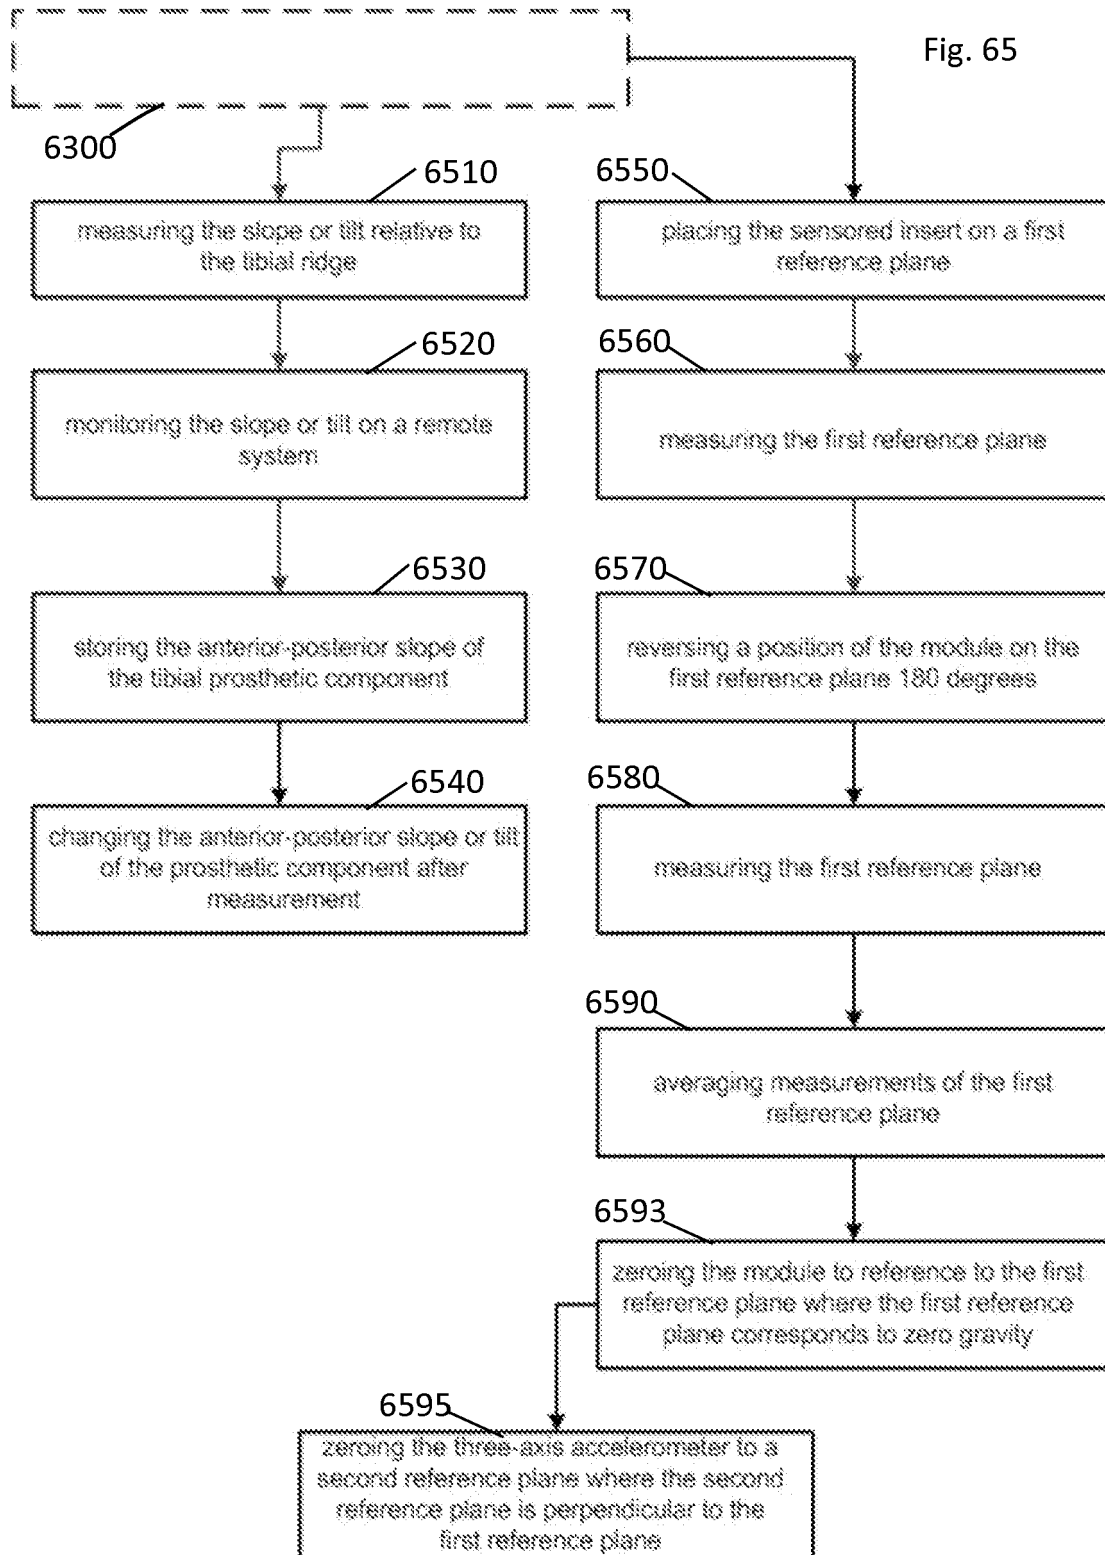 Fig. 65
6300
6510
measuring the slope or tilt relative to
the tibial ridge
6520
monitoring the slope or tilt on a remote
system
6530
storing the anterior-posterior slope of
the tibial prosthetic component
6540
changing the anterior-posterior slope or tilt
of the prosthetic component after
measurement
6550
placing the sensored insert on a first
reference plane
6560
measuring the first reference plane
6570
reversing a position of the module on the
first reference plane 180 degrees
6580
measuring the first reference plane
6590
averaging measurements of the first
reference plane
6593
zeroing the module to reference to the first
reference plane where the first reference
plane corresponds to zero gravity
6595
zeroing the three-axis accelerometer to a
second reference plane where the second
reference plane is perpendicular to the
first reference plane